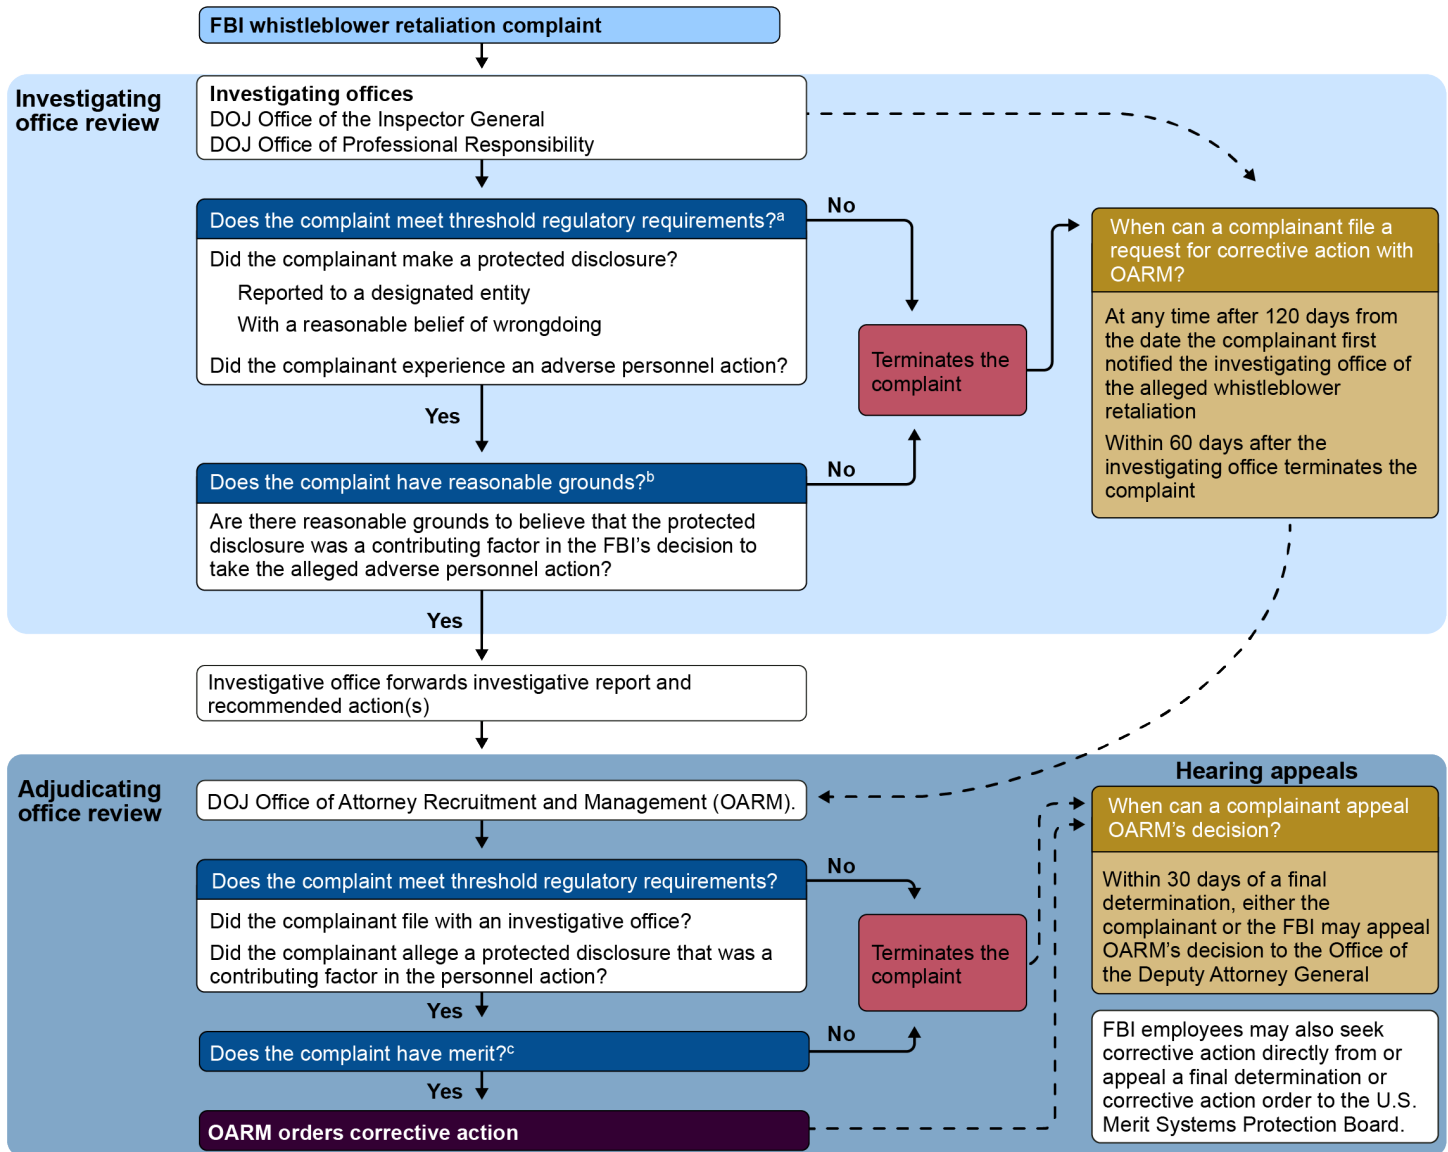 FBI whistleblower retaliation complaint
Investigating
office review
Investigating offices
DOJ Office of the Inspector General
DOJ Office of Professional Responsibility
Does the complaint meet threshold regulatory requirements?a
No
Did the complainant make a protected disclosure?
Reported to a designated entity
With a reasonable belief of wrongdoing
Did the complainant experience an adverse personnel action?
Yes
Terminates the
complaint
When can a complainant file a
request for corrective action with
OARM?
At any time after 120 days from
the date the complainant first
notified the investigating office of
the alleged whistleblower
retaliation
Within 60 days after the
investigating office terminates the
complaint
Does the complaint have reasonable grounds?b
No
Are there reasonable grounds to believe that the protected
disclosure was a contributing factor in the FBI’s decision to
take the alleged adverse personnel action?
Yes
Investigative office forwards investigative report and
recommended action(s)
Adjudicating
office review
DOJ Office of Attorney Recruitment and Management (OARM).
Does the complaint meet threshold regulatory requirements?
No
Did the complainant file with an investigative office?
Did the complainant allege a protected disclosure that was a
contributing factor in the personnel action?
Yes
Terminates the
complaint
Does the complaint have merit?c
No
Yes
OARM orders corrective action
Hearing appeals
When can a complainant appeal
OARM’s decision?
Within 30 days of a final
determination, either the
complainant or the FBI may appeal
OARM’s decision to the Office of
the Deputy Attorney General
FBI employees may also seek
corrective action directly from or
appeal a final determination or
corrective action order to the U.S.
Merit Systems Protection Board.